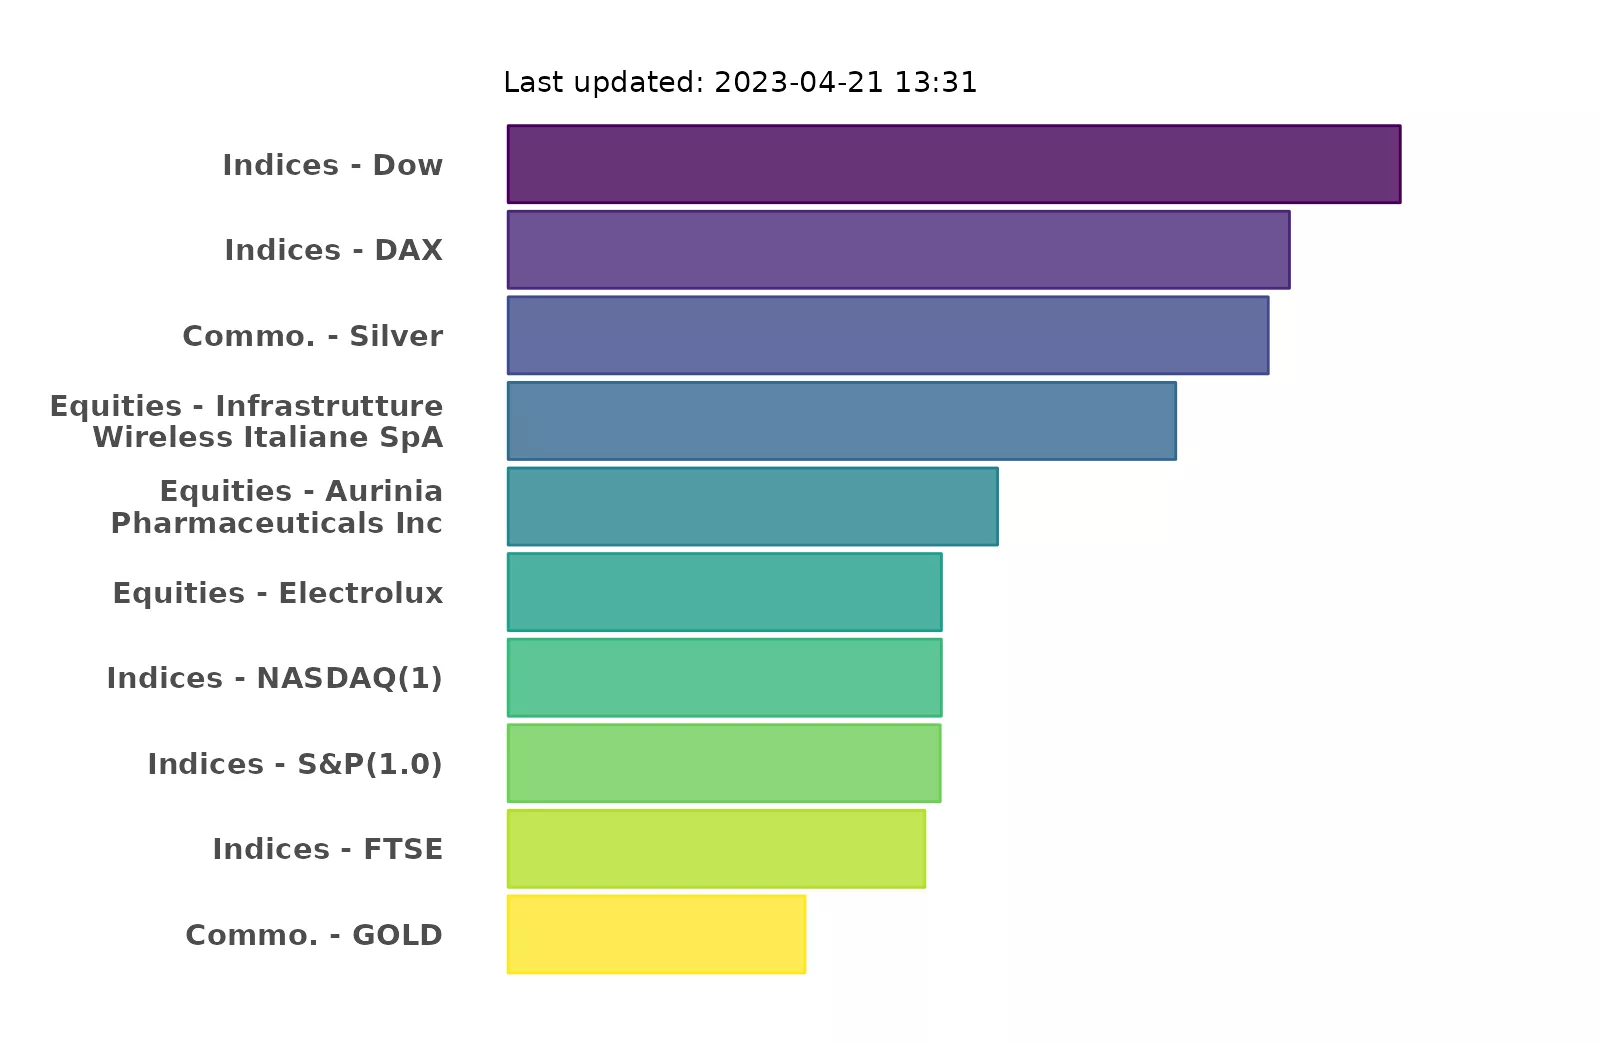 Last updated: 2023-04-21 13:31
Indices - Dow
Indices - DAX
Commo. - Silver
Equities - Infrastrutture
Wireless Italiane SpA
Equities - Aurinia
Pharmaceuticals Inc
Equities - Electrolux
Indices - NASDAQ(1)
Indices - S&P(1.0)
Indices - FTSE
Commo. - GOLD